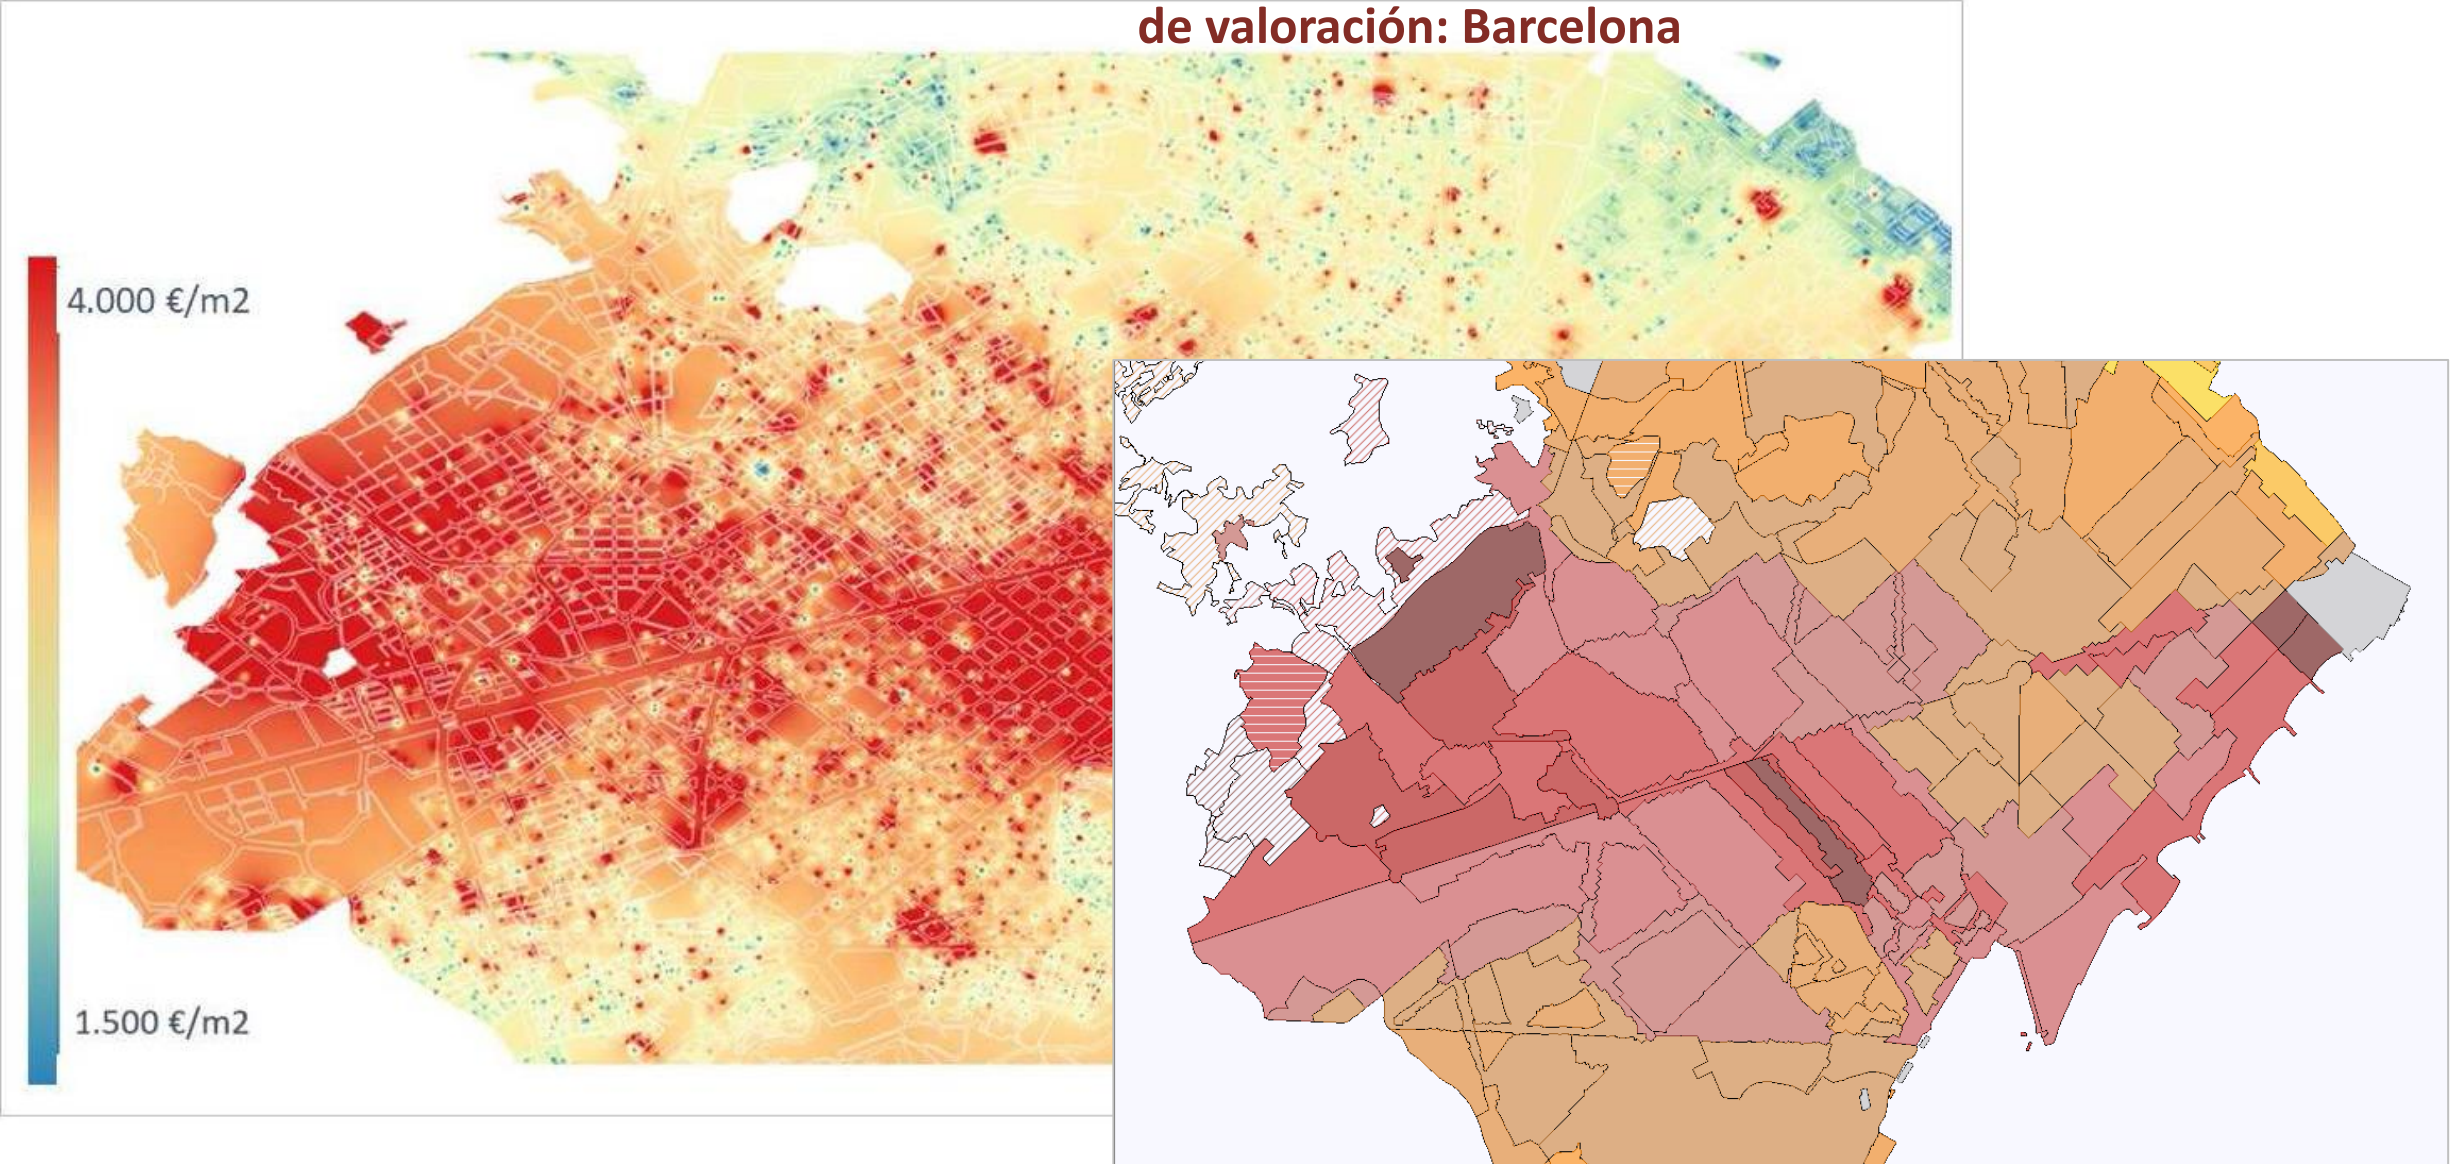 de valoración: Barcelona
4.000 €/m2
1.500 €/m2